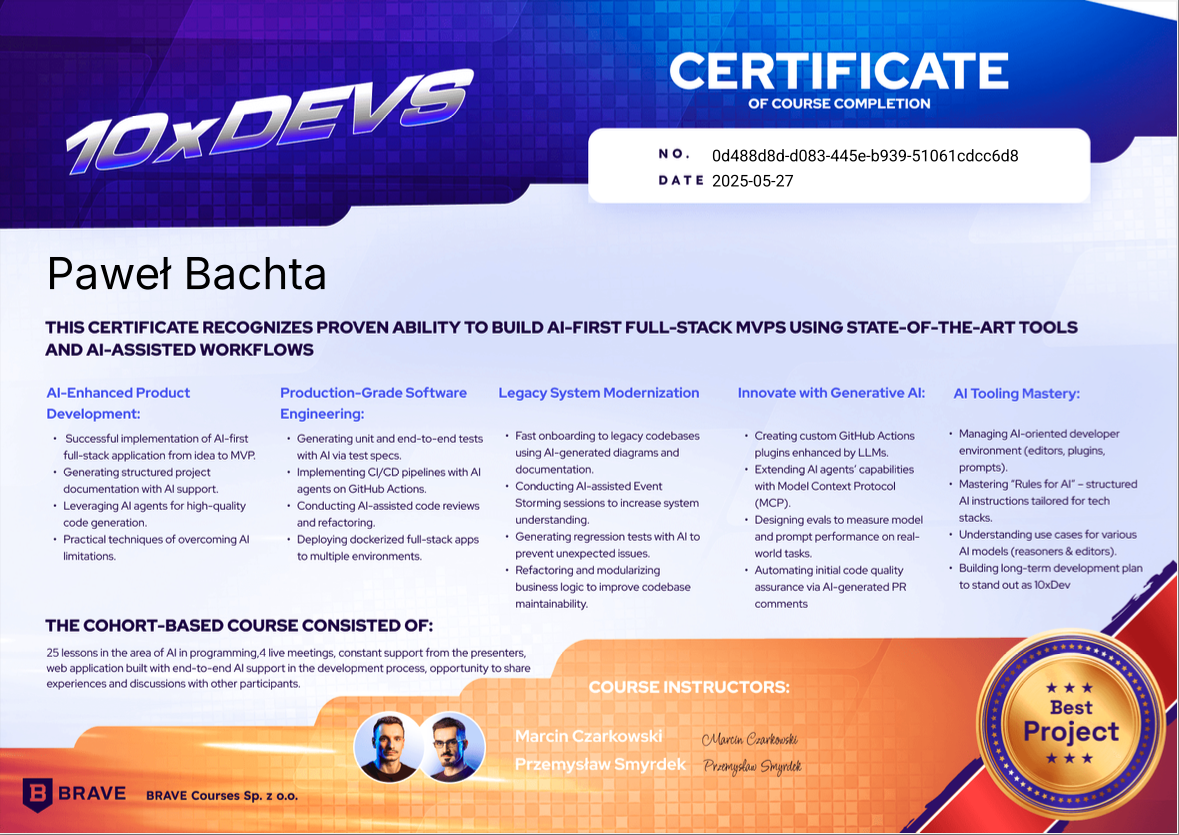 10xDEVS
CERTIFICATE
OF COURSE COMPLETION
NO. 0d488d8d-d083-445e-b939-51061cdcc6d8
DATE 2025-05-27
Paweł Bachta
THIS CERTIFICATE RECOGNIZES PROVEN ABILITY TO BUILD AI-FIRST FULL-STACK MVPS USING STATE-OF-THE-ART TOOLS
AND AI-ASSISTED WORKFLOWS
AI-Enhanced Product
Development:
• Successful implementation of AI-first
full-stack application from idea to MVP.
• Generating structured project
documentation with AI support.
• Leveraging AI agents for high-quality
code generation.
• Practical techniques of overcoming AI
limitations.
Production-Grade Software
Engineering:
• Generating unit and end-to-end tests
with AI via test specs.
• Implementing CI/CD pipelines with AI
agents on GitHub Actions.
• Conducting AI-assisted code reviews
and refactoring.
• Deploying dockerized full-stack apps
to multiple environments.
Legacy System Modernization
• Fast onboarding to legacy codebases
using AI-generated diagrams and
documentation.
• Conducting AI-assisted Event
Storming sessions to increase system
understanding.
• Generating regression tests with AI to
prevent unexpected issues.
• Refactoring and modularizing
business logic to improve codebase
maintainability.
Innovate with Generative AI:
• Creating custom GitHub Actions
plugins enhanced by LLMs.
• Extending AI agents’ capabilities
with Model Context Protocol
(MCP).
• Designing evals to measure model
and prompt performance on real-
world tasks.
• Automating initial code quality
assurance via AI-generated PR
comments
AI Tooling Mastery:
• Managing AI-oriented developer
environment (editors, plugins,
prompts).
• Mastering “Rules for AI” – structured
AI instructions tailored for tech
stacks.
• Understanding use cases for various
AI models (reasoners & editors).
• Building long-term development plan
to stand out as 10xDev
THE COHORT-BASED COURSE CONSISTED OF:
25 lessons in the area of AI in programming,4 live meetings, constant support from the presenters,
web application built with end-to-end AI support in the development process, opportunity to share
experiences and discussions with other participants.
COURSE INSTRUCTORS:
Marcin Czarkowski Marcin Czarkowski
Przemysław Smyrdek Przemysław Smyrdek
Best
Project
B BRAVE BRAVE Courses Sp. z o.o.